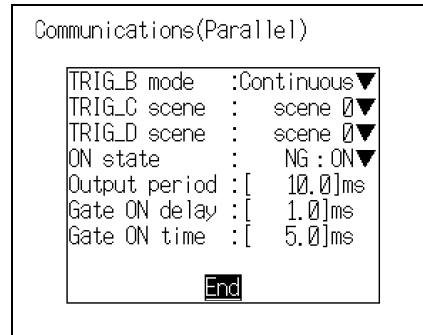 Communications(Parallel)
TRIG_B mode :Continuous▼
TRIG_C scene : scene 0▼
TRIG_D scene : scene 0▼
ON state : NG:ON▼
Output period :[ 10.0]ms
Gate ON delay :[ 1.0]ms
Gate ON time :[ 5.0]ms
End